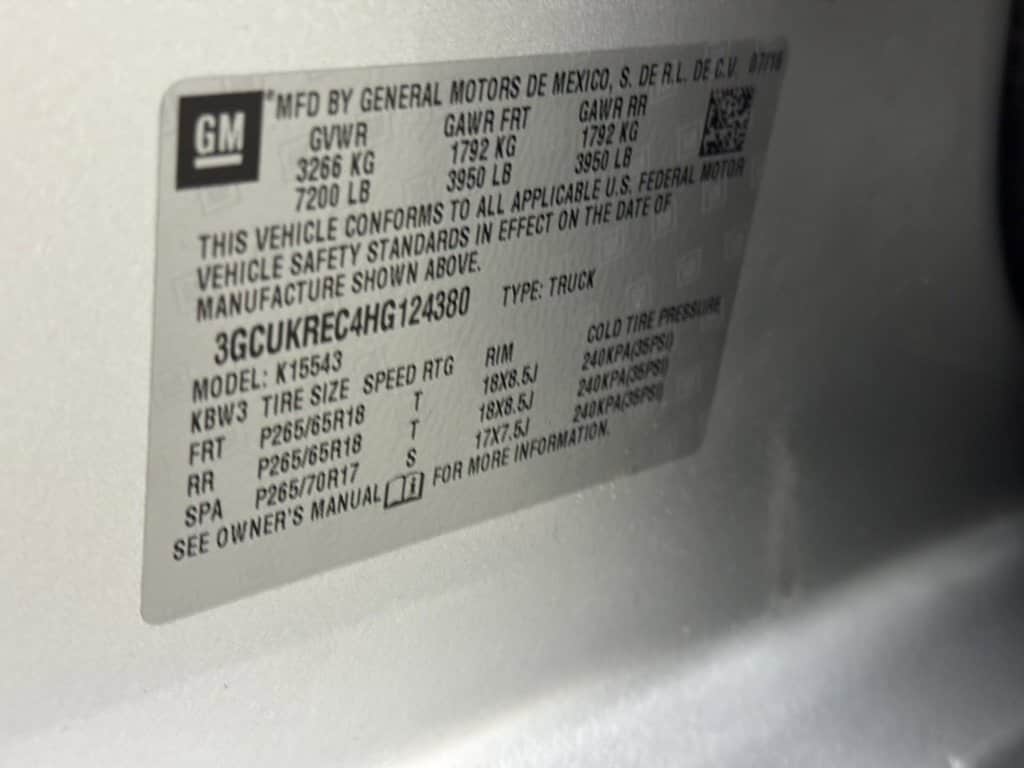 GM
MFD BY GENERAL MOTORS DE MEXICO, S. DE R.L. DE C.V. 07/16
GVWR GAWR FRT GAWR RR
3266 KG 1792 KG 1792 KG
7200 LB 3950 LB 3950 LB
THIS VEHICLE CONFORMS TO ALL APPLICABLE U.S. FEDERAL MOTOR
VEHICLE SAFETY STANDARDS IN EFFECT ON THE DATE OF
MANUFACTURE SHOWN ABOVE.
3GCUKREC4HG124380 TYPE: TRUCK
MODEL: K15543
KBW3 TIRE SIZE SPEED RTG RIM COLD TIRE PRESSURE
FRT P265/65R18 T 18X8.5J 240KPA(35PSI)
RR P265/65R18 T 18X8.5J 240KPA(35PSI)
SPA P265/70R17 S 17X7.5J 240KPA(35PSI)
SEE OWNER'S MANUAL FOR MORE INFORMATION.